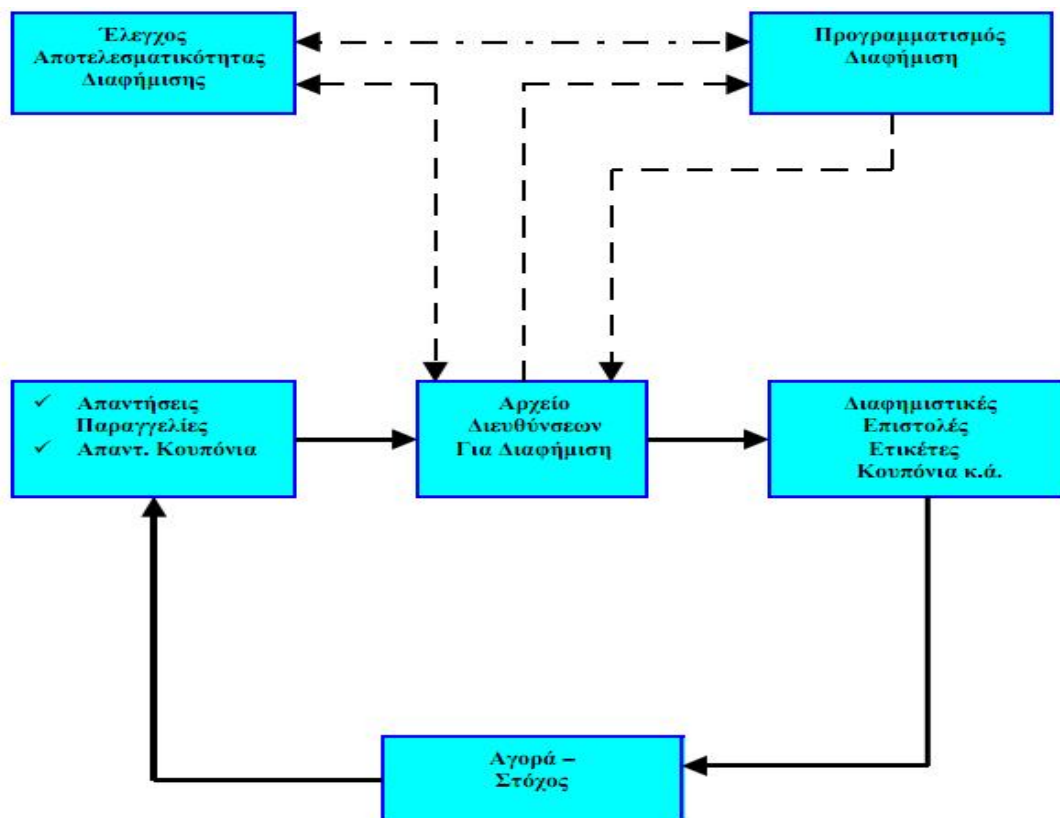 Έλεγχος
Αποτελεσματικότητας
Διαφήμισης
Προγραμματισμός
Διαφήμιση
✓ Απαντήσεις
Παραγγελίες
✓ Απαντ. Κουπόνια
Αρχείο
Διευθύνσεων
Για Διαφήμιση
Διαφημιστικές
Επιστολές
Ετικέτες
Κουπόνια κ.ά.
Αγορά –
Στόχος